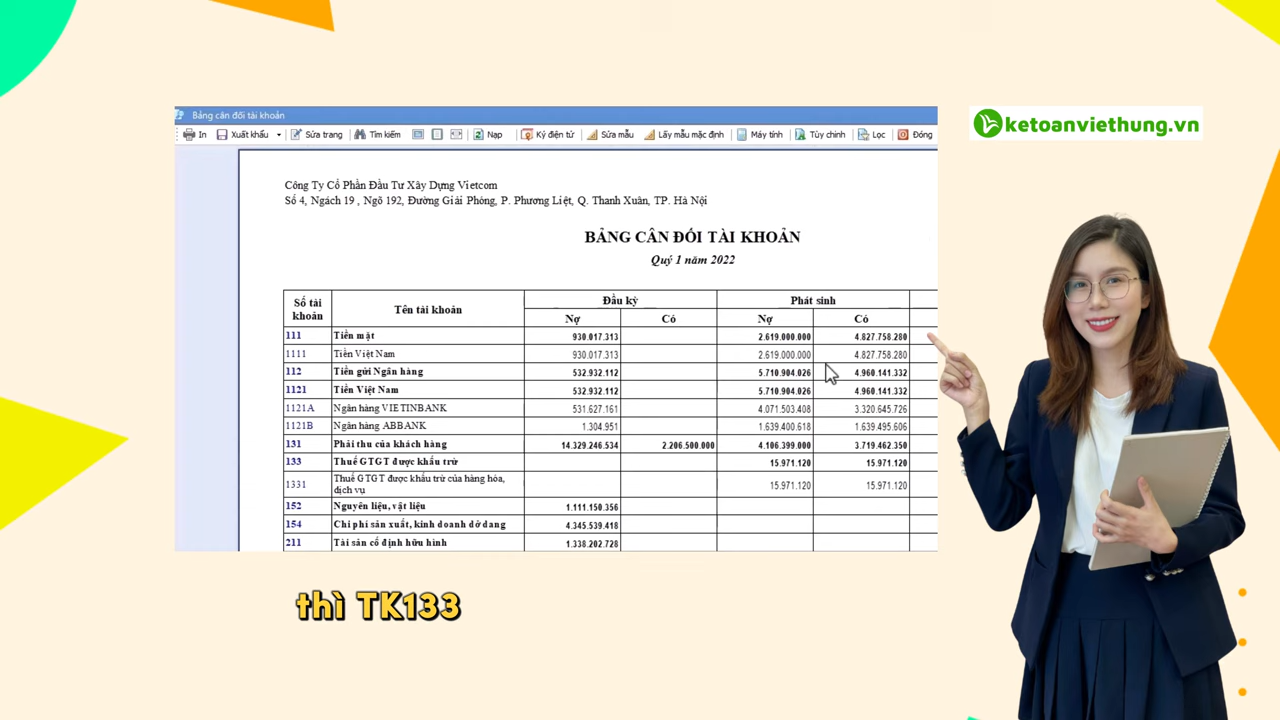 Bảng cân đối tài khoản
In Xuất khẩu Sửa trang Tìm kiếm Nạp Ký điện tử Sửa mẫu Lấy mẫu mặc định Máy tính Tùy chỉnh Lọc Đóng
ketoanviethung.vn
Công Ty Cổ Phần Đầu Tư Xây Dựng Vietcom
Số 4, Ngách 19 , Ngõ 192, Đường Giải Phóng, P. Phương Liệt, Q. Thanh Xuân, TP. Hà Nội
BẢNG CÂN ĐỐI TÀI KHOẢN
Quý 1 năm 2022
Số tài khoản Tên tài khoản Đầu kỳ Phát sinh
Nợ Có Nợ Có
111 Tiền mặt 930.017.313 2.619.000.000 4.827.758.280
1111 Tiền Việt Nam 930.017.313 2.619.000.000 4.827.758.280
112 Tiền gửi Ngân hàng 532.932.112 5.710.904.026 4.960.141.332
1121 Tiền Việt Nam 532.932.112 5.710.904.026 4.960.141.332
1121A Ngân hàng VIETINBANK 531.627.161 4.071.503.408 3.320.645.726
1121B Ngân hàng ABBANK 1.304.951 1.639.400.618 1.639.495.606
131 Phải thu của khách hàng 14.329.246.534 2.206.500.000 4.106.399.000 3.719.462.350
133 Thuế GTGT được khấu trừ 15.971.120 15.971.120
1331 Thuế GTGT được khấu trừ của hàng hóa, dịch vụ 15.971.120 15.971.120
152 Nguyên liệu, vật liệu 1.111.150.356
154 Chi phí sản xuất, kinh doanh dở dang 4.345.539.418
211 Tài sản cố định hữu hình 1.338.202.728
thì TK133